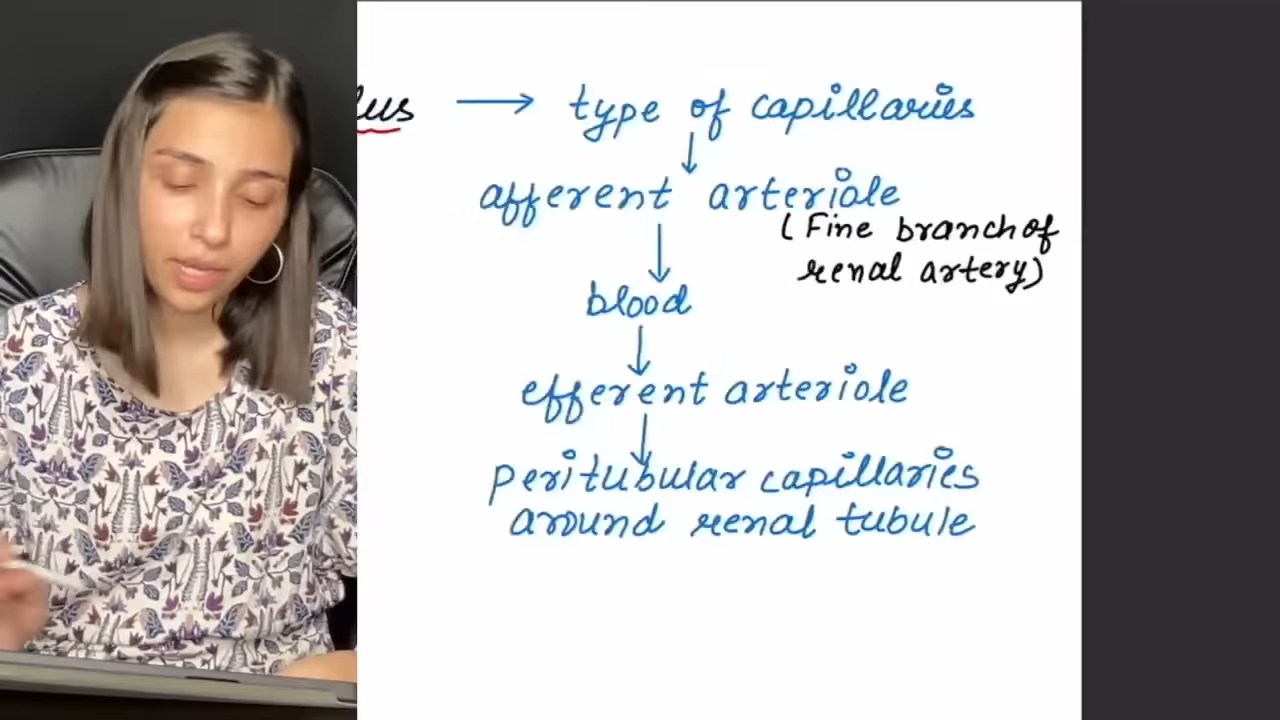 lus → type of capillaries
↓
afferent arteriole
(Fine branch of
renal artery)
↓
blood
↓
efferent arteriole
↓
peritubular capillaries
around renal tubule